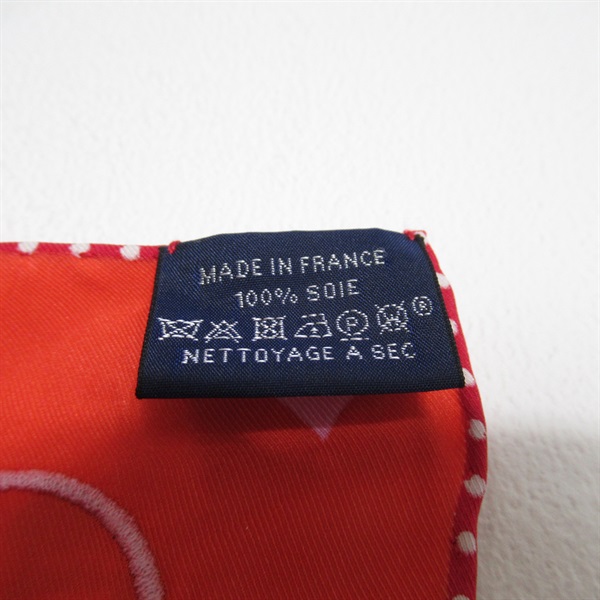 MADE IN FRANCE
100% SOIE
P W ®
NETTOYAGE A SEC